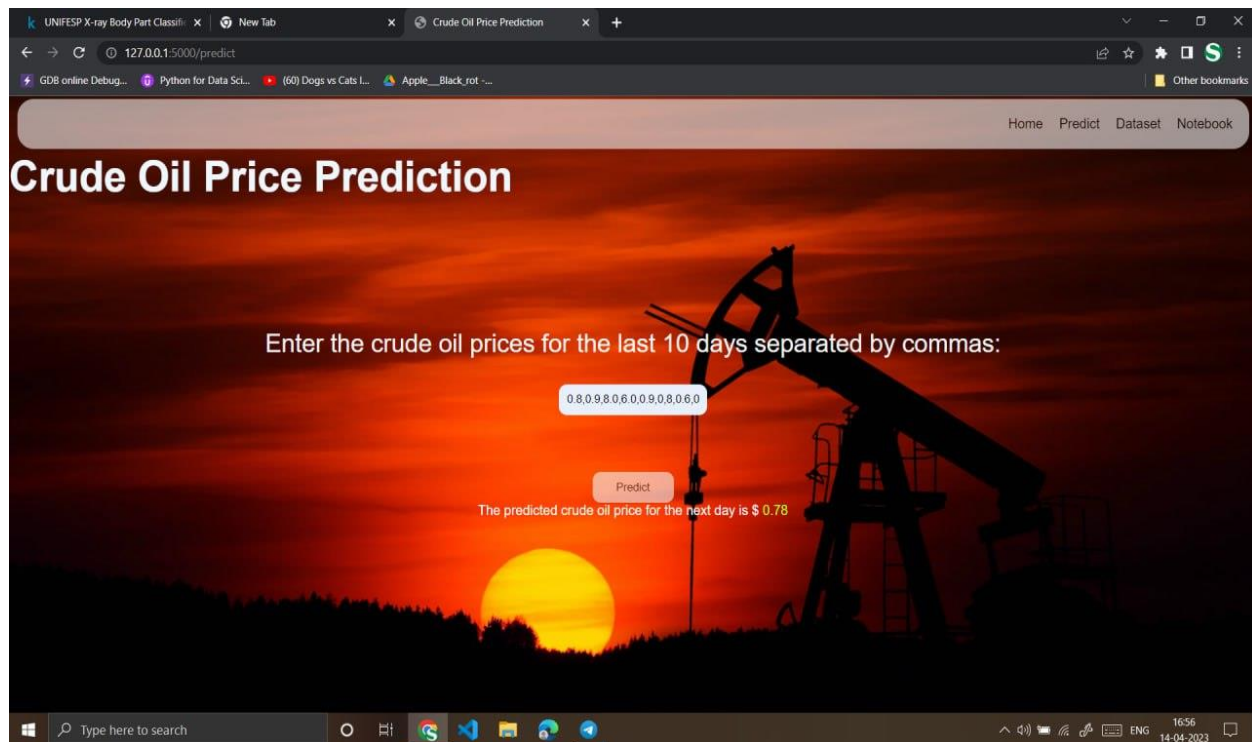 UNIFESP X-ray Body Part Classifi
New Tab
Crude Oil Price Prediction
127.0.0.1:5000/predict
GDB online Debug...
Python for Data Sci...
(60) Dogs vs Cats I...
Apple__Black_rot -...
Other bookmarks
Home Predict Dataset Notebook
Crude Oil Price Prediction
Enter the crude oil prices for the last 10 days separated by commas:
0.8,0.9,8.0,6.0,0.9,0,8,0.6,0
Predict
The predicted crude oil price for the next day is $ 0.78
Type here to search
ENG
16:56
14-04-2023